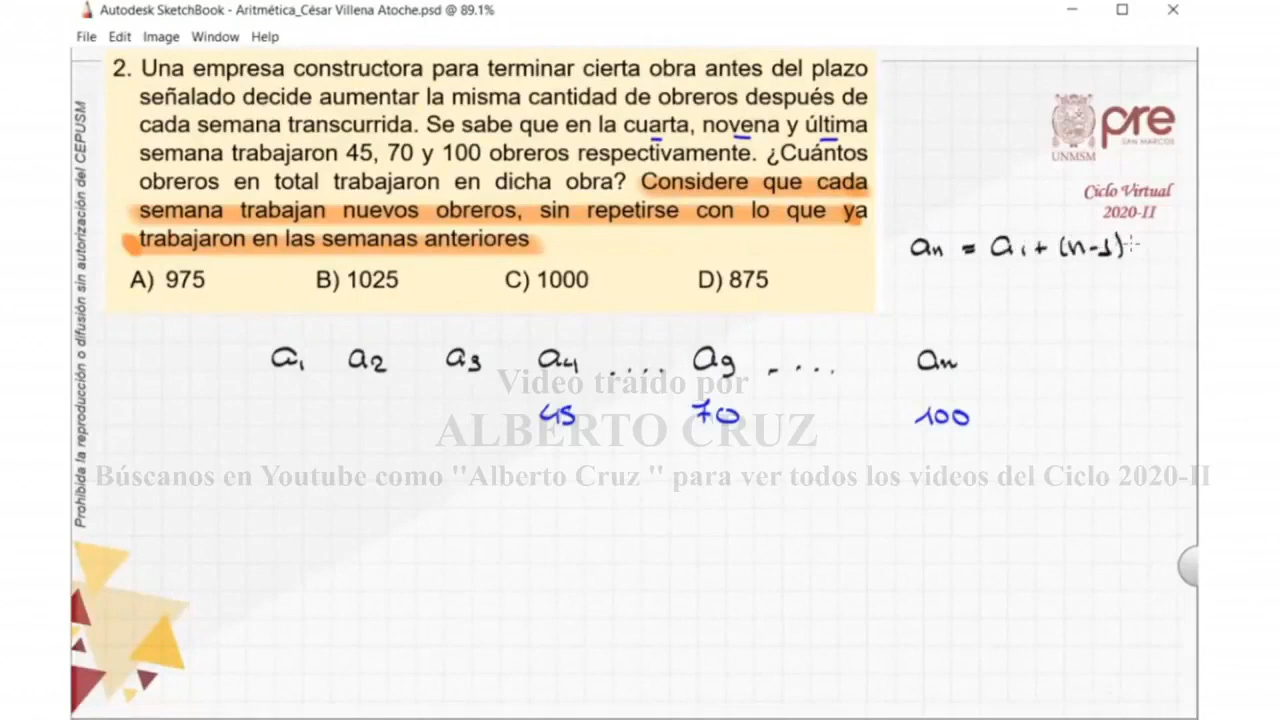 Autodesk SketchBook - Aritmética_César Villena Atoche.psd @ 89.1%
File Edit Image Window Help
2. Una empresa constructora para terminar cierta obra antes del plazo
señalado decide aumentar la misma cantidad de obreros después de
cada semana transcurrida. Se sabe que en la cuarta, novena y última
semana trabajaron 45, 70 y 100 obreros respectivamente. ¿Cuántos
obreros en total trabajaron en dicha obra? Considere que cada
semana trabajan nuevos obreros, sin repetirse con lo que ya
trabajaron en las semanas anteriores
A) 975 B) 1025 C) 1000 D) 875
pre
SAN MARCOS
UNMSM
Ciclo Virtual
2020-II
an = a1 + (n-1)
a1 a2 a3 a4 ..... a9 - .... an
45 70 100
Video traído por
ALBERTO CRUZ
Búscanos en Youtube como "Alberto Cruz " para ver todos los videos del Ciclo 2020-II
Prohibida la reproducción o difusión sin autorización del CEPUSM